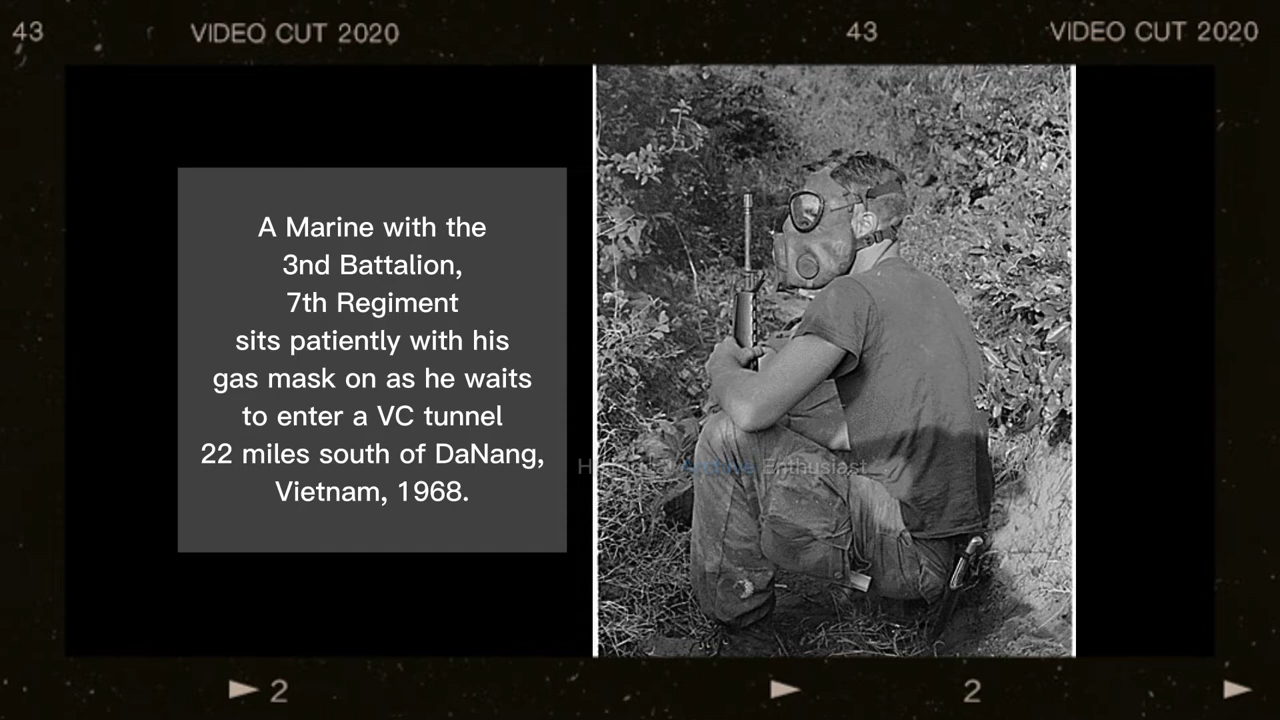 43 VIDEO CUT 2020 43 VIDEO CUT 2020
A Marine with the
3nd Battalion,
7th Regiment
sits patiently with his
gas mask on as he waits
to enter a VC tunnel
22 miles south of DaNang,
Vietnam, 1968.
Enthusiast
2 2